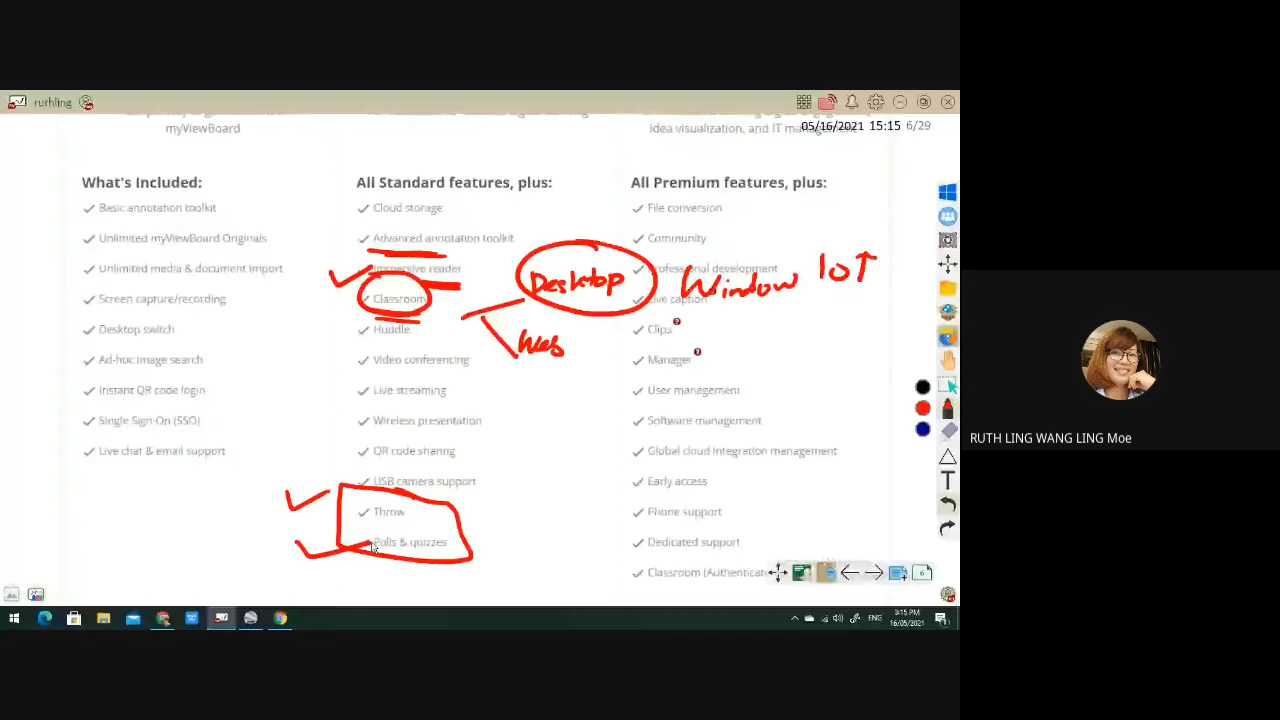 ruthling
myViewBoard
idea visualization, and IT management
05/16/2021 15:15 6/29
What's Included:
Basic annotation toolkit
Unlimited myViewBoard Originals
Unlimited media & document import
Screen capture/recording
Desktop switch
Ad-hoc image search
Instant QR code login
Single Sign-On (SSO)
Live chat & email support
All Standard features, plus:
Cloud storage
Advanced annotation toolkit
Immersive reader
Classroom
Huddle
Video conferencing
Live streaming
Wireless presentation
QR code sharing
USB camera support
Throw
Polls & quizzes
Desktop
Window IOT
All Premium features, plus:
File conversion
Community
Professional development
Live caption
Clips
Manager
User management
Software management
Global cloud integration management
Early access
Phone support
Dedicated support
Classroom (Authenticat
6
T
ENG
3:15 PM
16/05/2021
RUTH LING WANG LING Moe